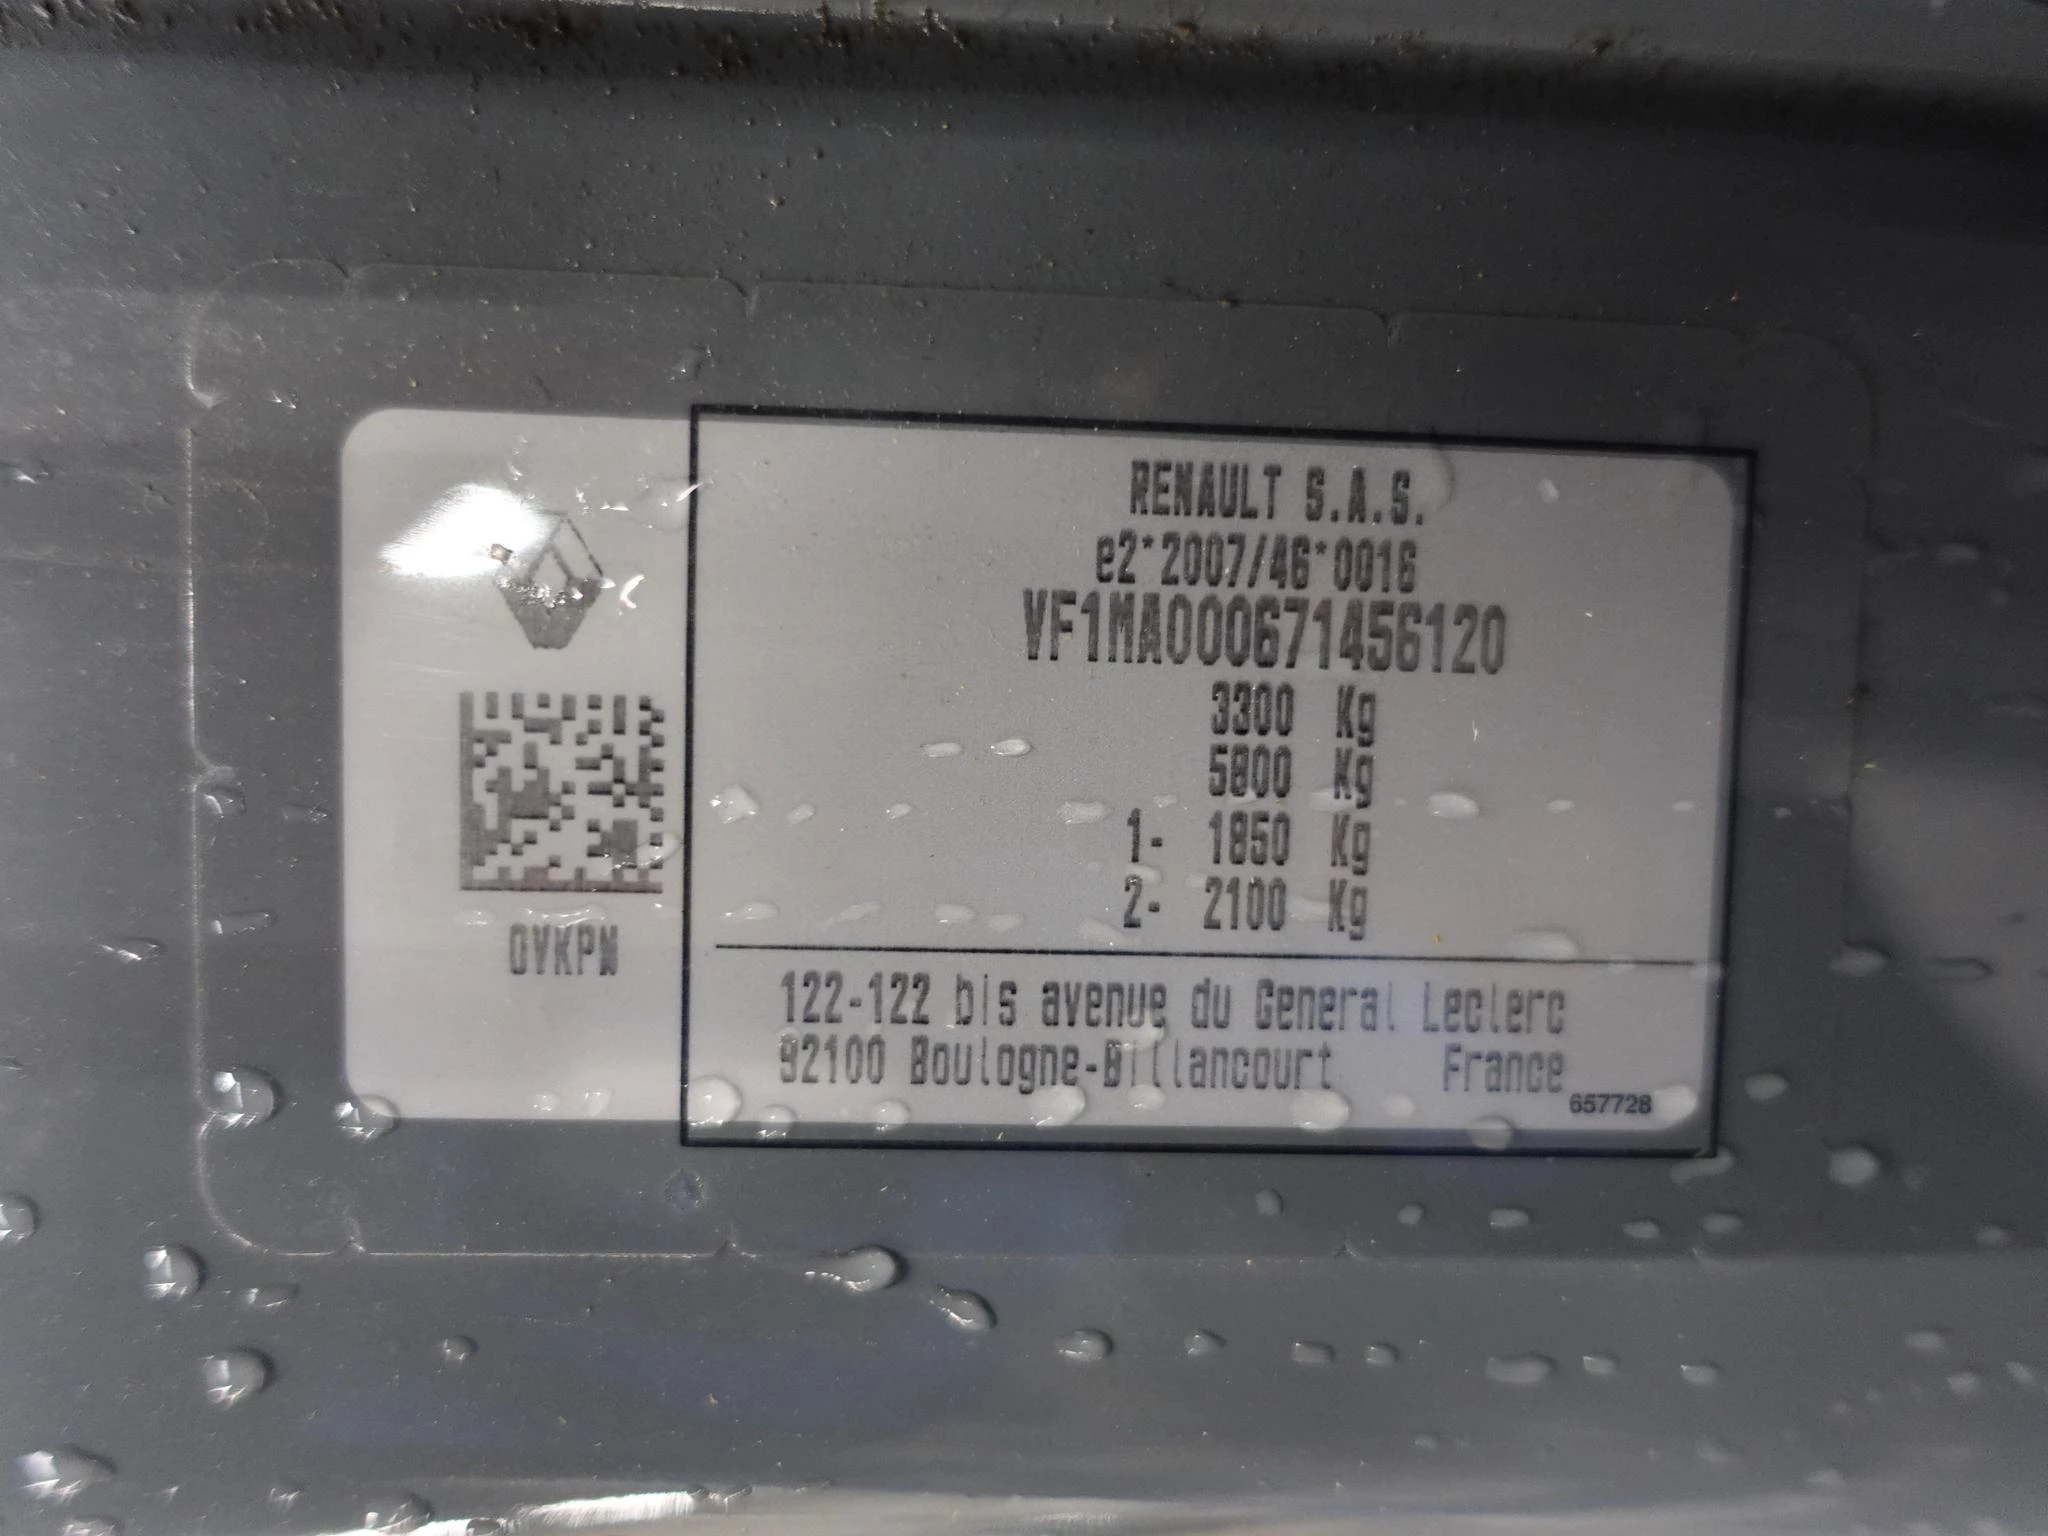 RENAULT S.A.S.
e2*2007/46*0016
VF1MA000671456120
3300 Kg
5800 Kg
1- 1850 Kg
2- 2100 Kg
OVKPN
122-122 bis avenue du General Leclerc
92100 Boulogne-Billancourt France
657728